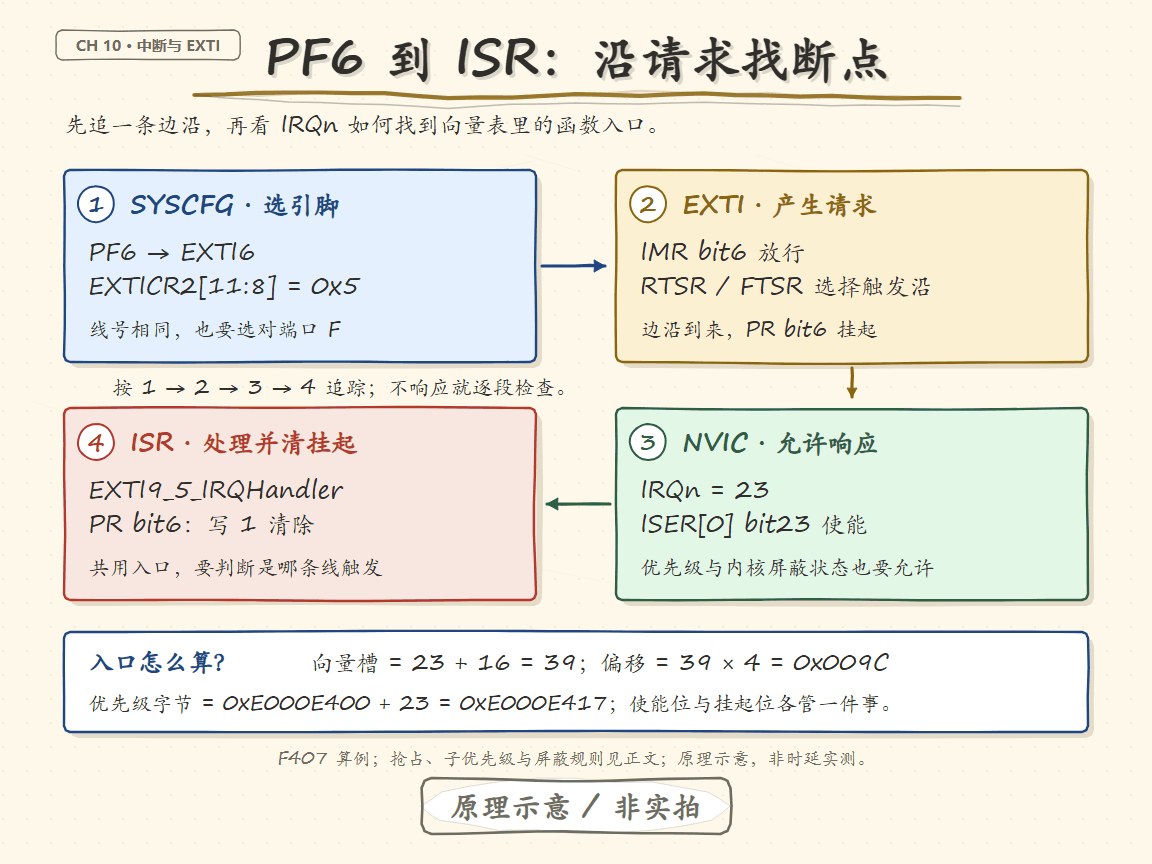 CH 10 • 中断与 EXTI
PF6 到 ISR：沿请求找断点
先追一条边沿，再看 IRQn 如何找到向量表里的函数入口。
1 SYSCFG · 选引脚
PF6 → EXTI6
EXTICR2[11:8] = 0x5
线号相同，也要选对端口 F
2 EXTI · 产生请求
IMR bit6 放行
RTSR / FTSR 选择触发沿
边沿到来，PR bit6 挂起
按 1 → 2 → 3 → 4 追踪；不响应就逐段检查。
4 ISR · 处理并清挂起
EXTI9_5_IRQHandler
PR bit6：写 1 清除
共用入口，要判断是哪条线触发
3 NVIC · 允许响应
IRQn = 23
ISER[0] bit23 使能
优先级与内核屏蔽状态也要允许
入口怎么算？ 向量槽 = 23 + 16 = 39；偏移 = 39 × 4 = 0x009C
优先级字节 = 0xE000E400 + 23 = 0xE000E417；使能位与挂起位各管一件事。
F407 算例；抢占、子优先级与屏蔽规则见正文；原理示意，非时延实测。
原理示意 / 非实拍